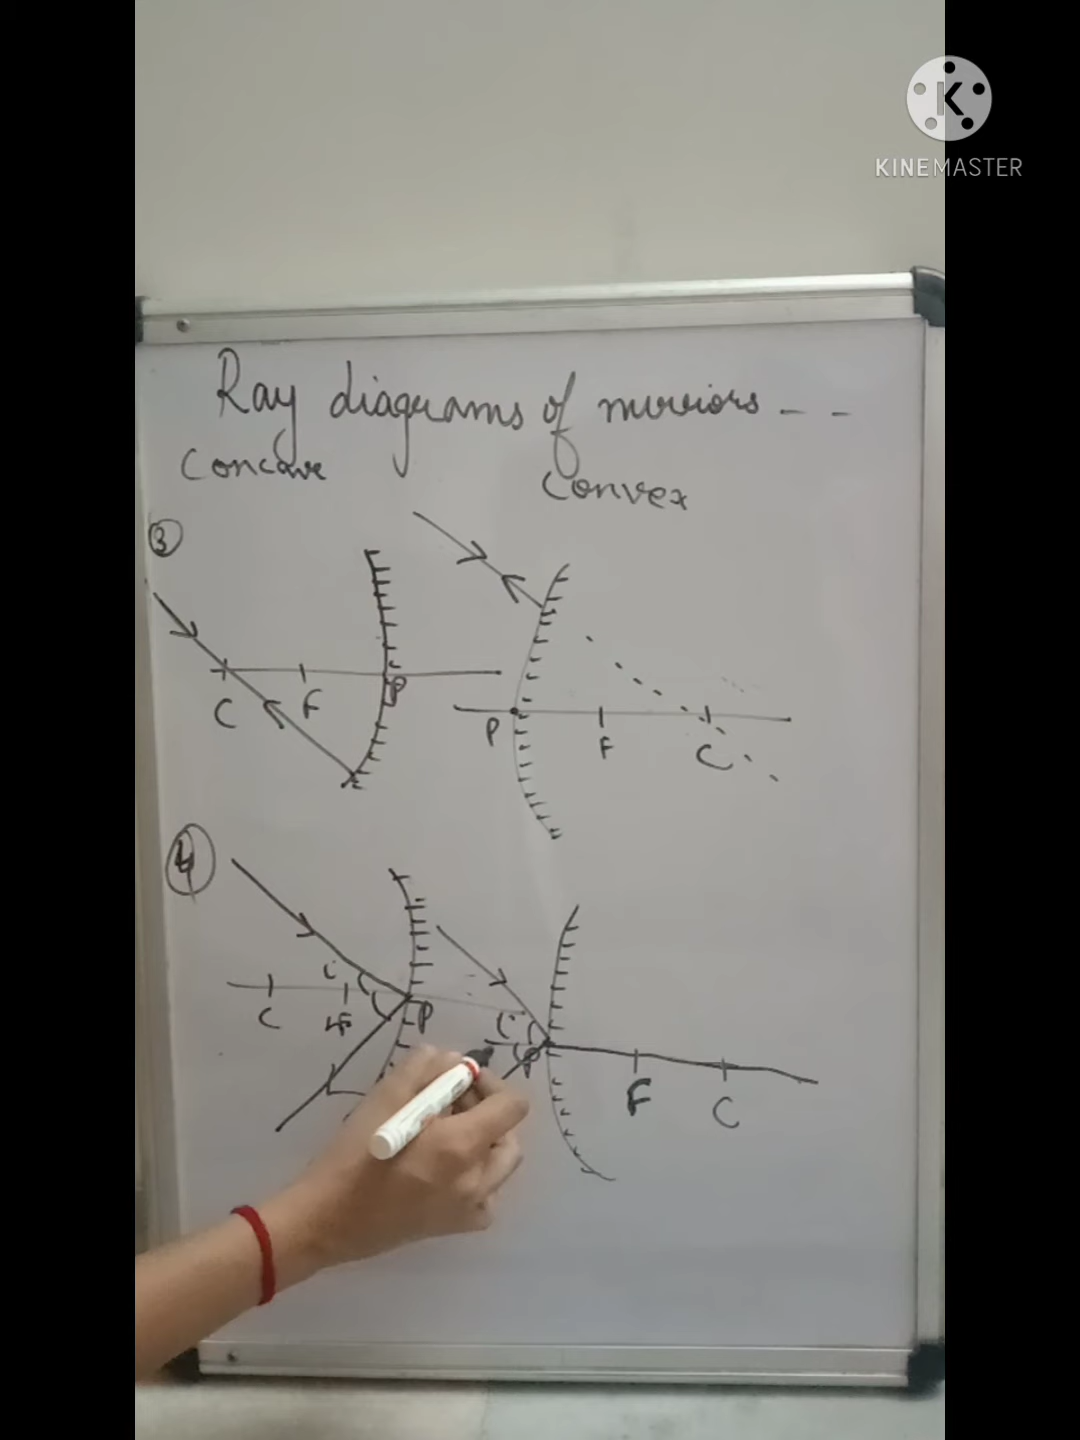 KINEMASTER
Ray diagrams of mirrors - -
Concave
Convex
3
C F P
P F C
4
i
C F P
i
P
F C